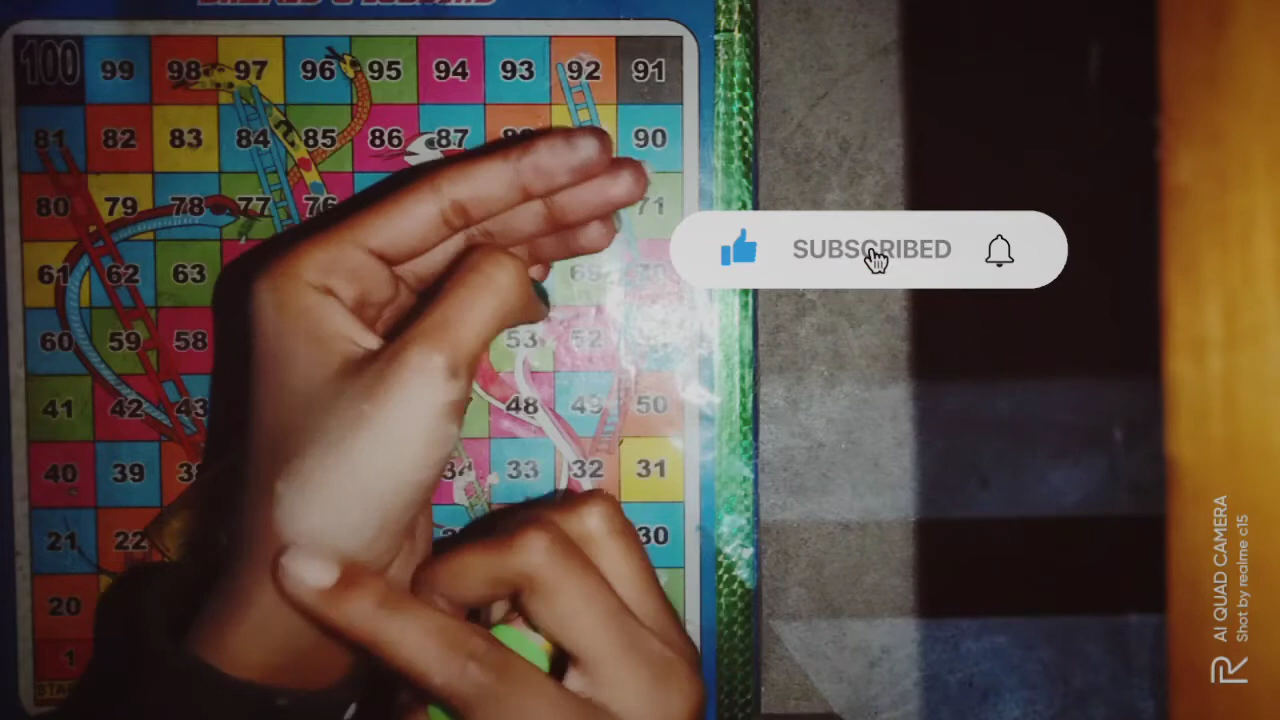 100 99 98 97 96 95 94 93 92 91
81 82 83 84 85 86 87 90
80 79 78 77 76 71
61 62 63 69
60 59 58 53 52
41 42 43 48 49 50
40 39 33 32 31
21 22 30
20
1
SUBSCRIBED
AI QUAD CAMERA
Shot by realme c15